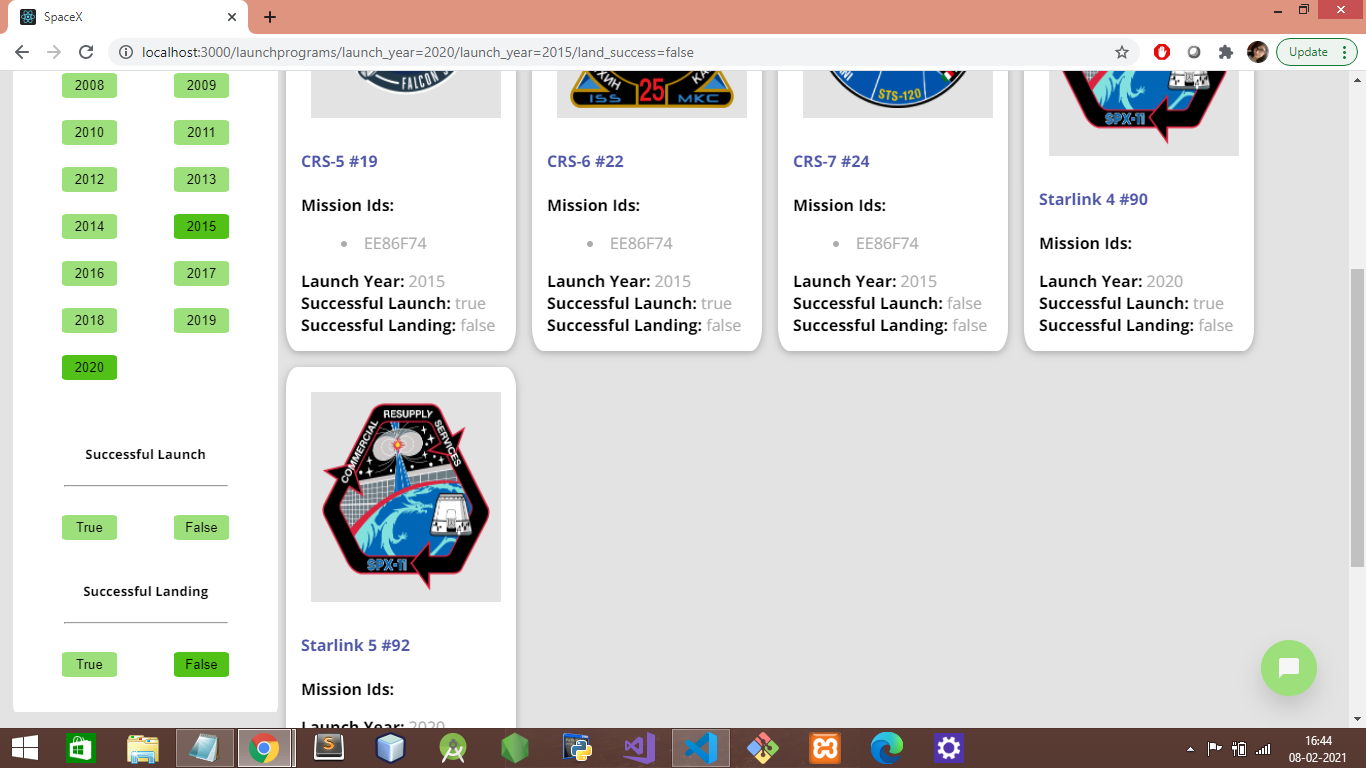 SpaceX
localhost:3000/launchprograms/launch_year=2020/launch_year=2015/land_success=false
Update
2008 2009
2010 2011
2012 2013
2014 2015
2016 2017
2018 2019
2020
Successful Launch
True False
Successful Landing
True False
FALCON
CRS-5 #19
Mission Ids:
EE86F74
Launch Year: 2015
Successful Launch: true
Successful Landing: false
ISS 25 МКС
CRS-6 #22
Mission Ids:
EE86F74
Launch Year: 2015
Successful Launch: true
Successful Landing: false
STS-120
CRS-7 #24
Mission Ids:
EE86F74
Launch Year: 2015
Successful Launch: false
Successful Landing: false
SPX-11
Starlink 4 #90
Mission Ids:
Launch Year: 2020
Successful Launch: true
Successful Landing: false
COMMERCIAL RESUPPLY SERVICES
SPX-11
Starlink 5 #92
Mission Ids:
Launch Year: 2020
16:44
08-02-2021